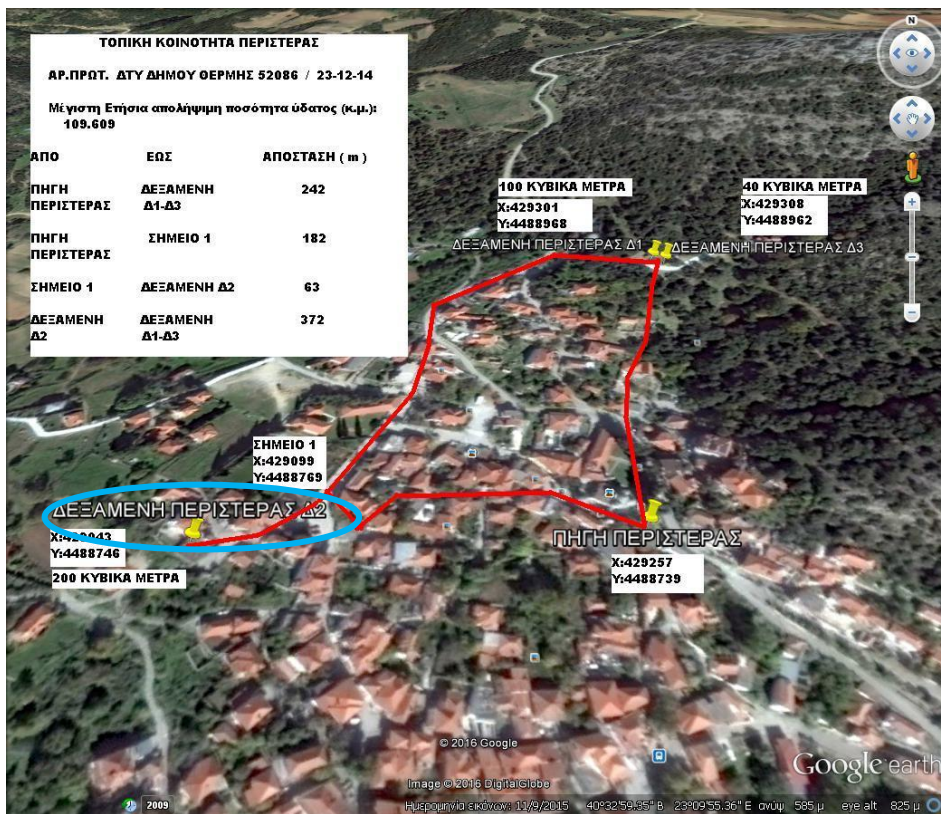 ΤΟΠΙΚΗ ΚΟΙΝΟΤΗΤΑ ΠΕΡΙΣΤΕΡΑΣ
ΑΡ.ΠΡΩΤ. ΔΤΥ ΔΗΜΟΥ ΘΕΡΜΗΣ 52086 / 23-12-14
Μέγιστη Ετήσια απολήψιμη ποσότητα ύδατος (κ.μ.):
109.609
ΑΠΟ ΕΩΣ ΑΠΟΣΤΑΣΗ ( m )
ΠΗΓΗ ΔΕΞΑΜΕΝΗ 242
ΠΕΡΙΣΤΕΡΑΣ Δ1-Δ3
ΠΗΓΗ ΣΗΜΕΙΟ 1 182
ΠΕΡΙΣΤΕΡΑΣ
ΣΗΜΕΙΟ 1 ΔΕΞΑΜΕΝΗ Δ2 63
ΔΕΞΑΜΕΝΗ ΔΕΞΑΜΕΝΗ 372
Δ2 Δ1-Δ3
N
100 ΚΥΒΙΚΑ ΜΕΤΡΑ
X:429301
Y:4488968
40 ΚΥΒΙΚΑ ΜΕΤΡΑ
X:429308
Y:4488962
ΔΕΞΑΜΕΝΗ ΠΕΡΙΣΤΕΡΑΣ Δ1
ΔΕΞΑΜΕΝΗ ΠΕΡΙΣΤΕΡΑΣ Δ3
ΣΗΜΕΙΟ 1
X:429099
Y:4488769
ΔΕΞΑΜΕΝΗ ΠΕΡΙΣΤΕΡΑΣ Δ2
X:429043
Y:4488746
200 ΚΥΒΙΚΑ ΜΕΤΡΑ
ΠΗΓΗ ΠΕΡΙΣΤΕΡΑΣ
X:429257
Y:4488739
© 2016 Google
Image © 2016 DigitalGlobe
Google earth
2009
Ημερομηνία εικόνων: 11/9/2015 40°32'59.35" Β 23°09'55.36" Ε ανύψ 585 μ eye alt 825 μ